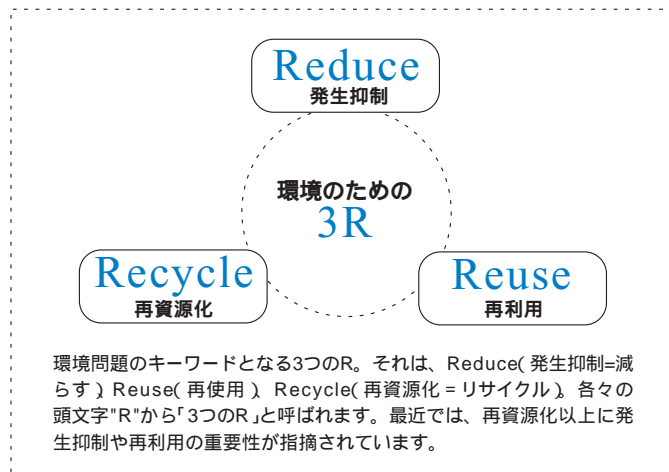 Reduce
発生抑制
環境のための
3R
Recycle
再資源化
Reuse
再利用
環境問題のキーワードとなる3つのR。それは、Reduce(発生抑制=減
らす)、Reuse(再使用)、Recycle(再資源化=リサイクル)。各々の
頭文字"R"から「3つのR」と呼ばれます。最近では、再資源化以上に発
生抑制や再利用の重要性が指摘されています。